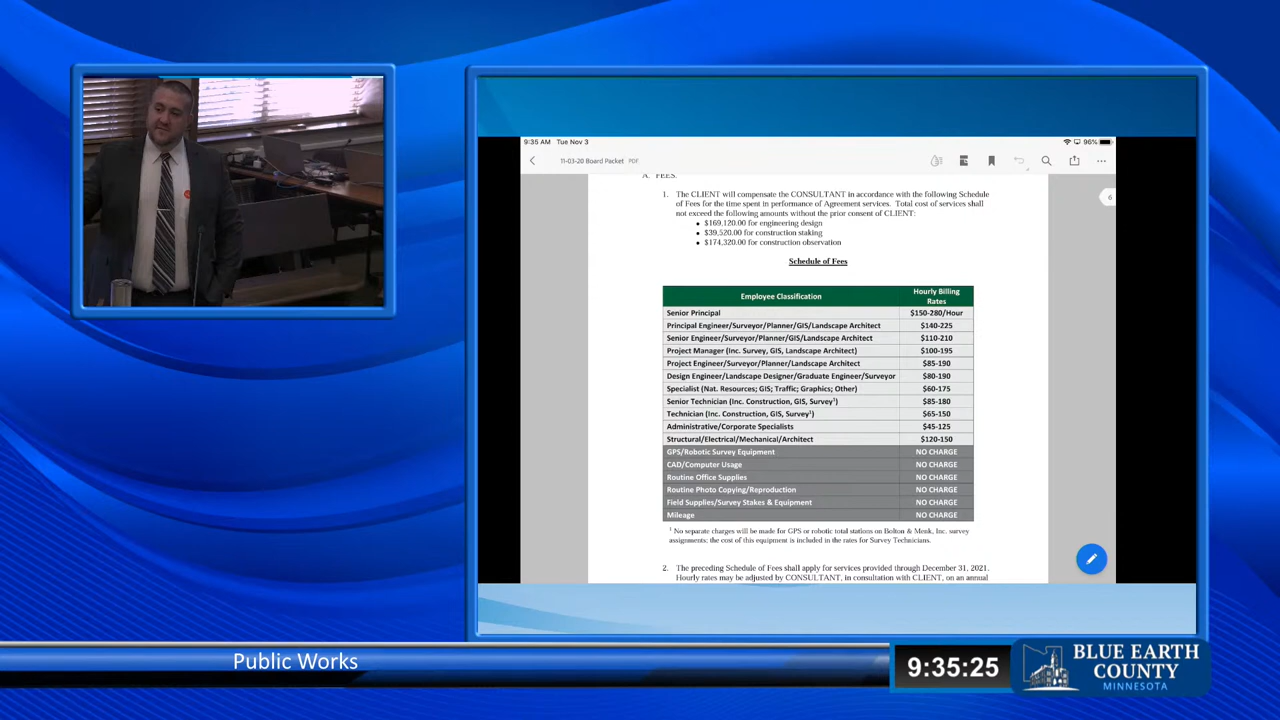 9:35 AM Tue Nov 3
96%
11-03-20 Board Packet PDF
A. FEES.
6
1. The CLIENT will compensate the CONSULTANT in accordance with the following Schedule
of Fees for the time spent in performance of Agreement services. Total cost of services shall
not exceed the following amounts without the prior consent of CLIENT:
• $169,120.00 for engineering design
• $39,520.00 for construction staking
• $174,320.00 for construction observation
Schedule of Fees
Employee Classification Hourly Billing
Rates
Senior Principal $150-280/Hour
Principal Engineer/Surveyor/Planner/GIS/Landscape Architect $140-225
Senior Engineer/Surveyor/Planner/GIS/Landscape Architect $110-210
Project Manager (Inc. Survey, GIS, Landscape Architect) $100-195
Project Engineer/Surveyor/Planner/Landscape Architect $85-190
Design Engineer/Landscape Designer/Graduate Engineer/Surveyor $80-190
Specialist (Nat. Resources; GIS; Traffic; Graphics; Other) $60-175
Senior Technician (Inc. Construction, GIS, Survey¹) $85-180
Technician (Inc. Construction, GIS, Survey¹) $65-150
Administrative/Corporate Specialists $45-125
Structural/Electrical/Mechanical/Architect $120-150
GPS/Robotic Survey Equipment NO CHARGE
CAD/Computer Usage NO CHARGE
Routine Office Supplies NO CHARGE
Routine Photo Copying/Reproduction NO CHARGE
Field Supplies/Survey Stakes & Equipment NO CHARGE
Mileage NO CHARGE
¹ No separate charges will be made for GPS or robotic total stations on Bolton & Menk, Inc. survey
assignments; the cost of this equipment is included in the rates for Survey Technicians.
2. The preceding Schedule of Fees shall apply for services provided through December 31, 2021.
Hourly rates may be adjusted by CONSULTANT, in consultation with CLIENT, on an annual
Public Works
9:35:25
BLUE EARTH
COUNTY
MINNESOTA